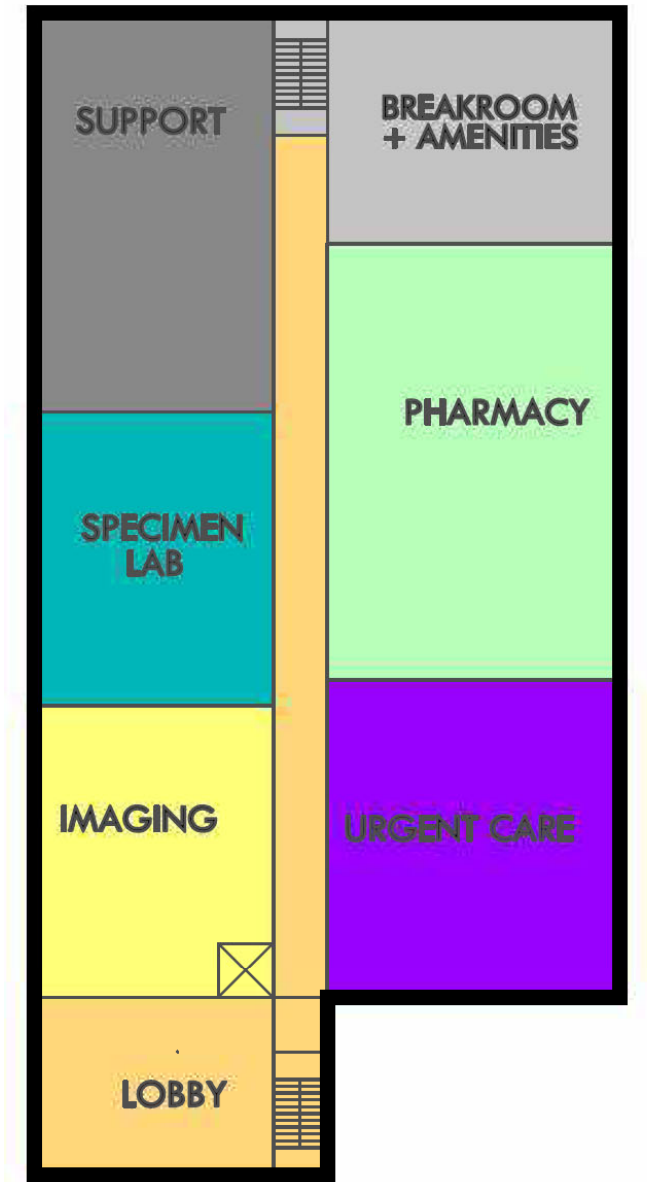 SUPPORT
BREAKROOM
+ AMENITIES
PHARMACY
SPECIMEN
LAB
IMAGING
URGENT CARE
LOBBY